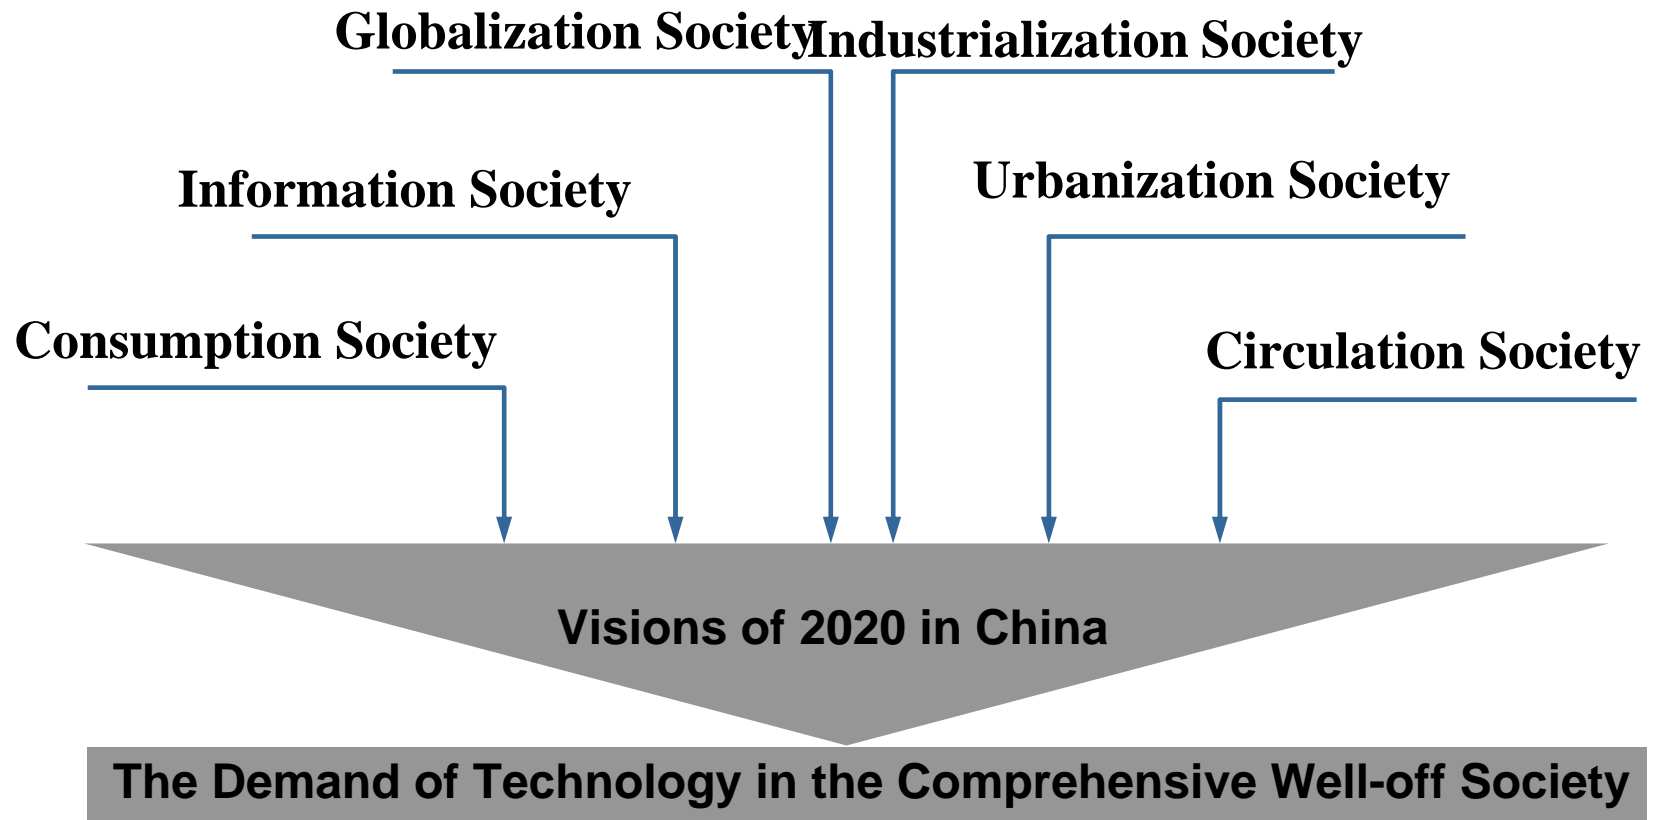 Globalization Society
Industrialization Society
Information Society
Urbanization Society
Consumption Society
Circulation Society
Visions of 2020 in China
The Demand of Technology in the Comprehensive Well-off Society